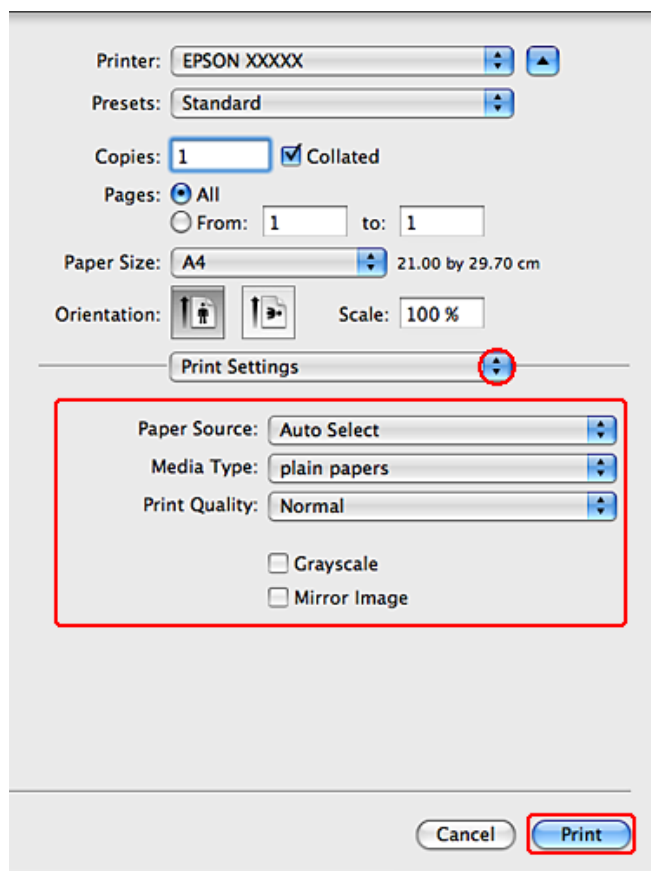 Printer: EPSON XXXXX
Presets: Standard
Copies: 1 Collated
Pages: All
From: 1 to: 1
Paper Size: A4 21.00 by 29.70 cm
Orientation: Scale: 100 %
Print Settings
Paper Source: Auto Select
Media Type: plain papers
Print Quality: Normal
Grayscale
Mirror Image
Cancel Print